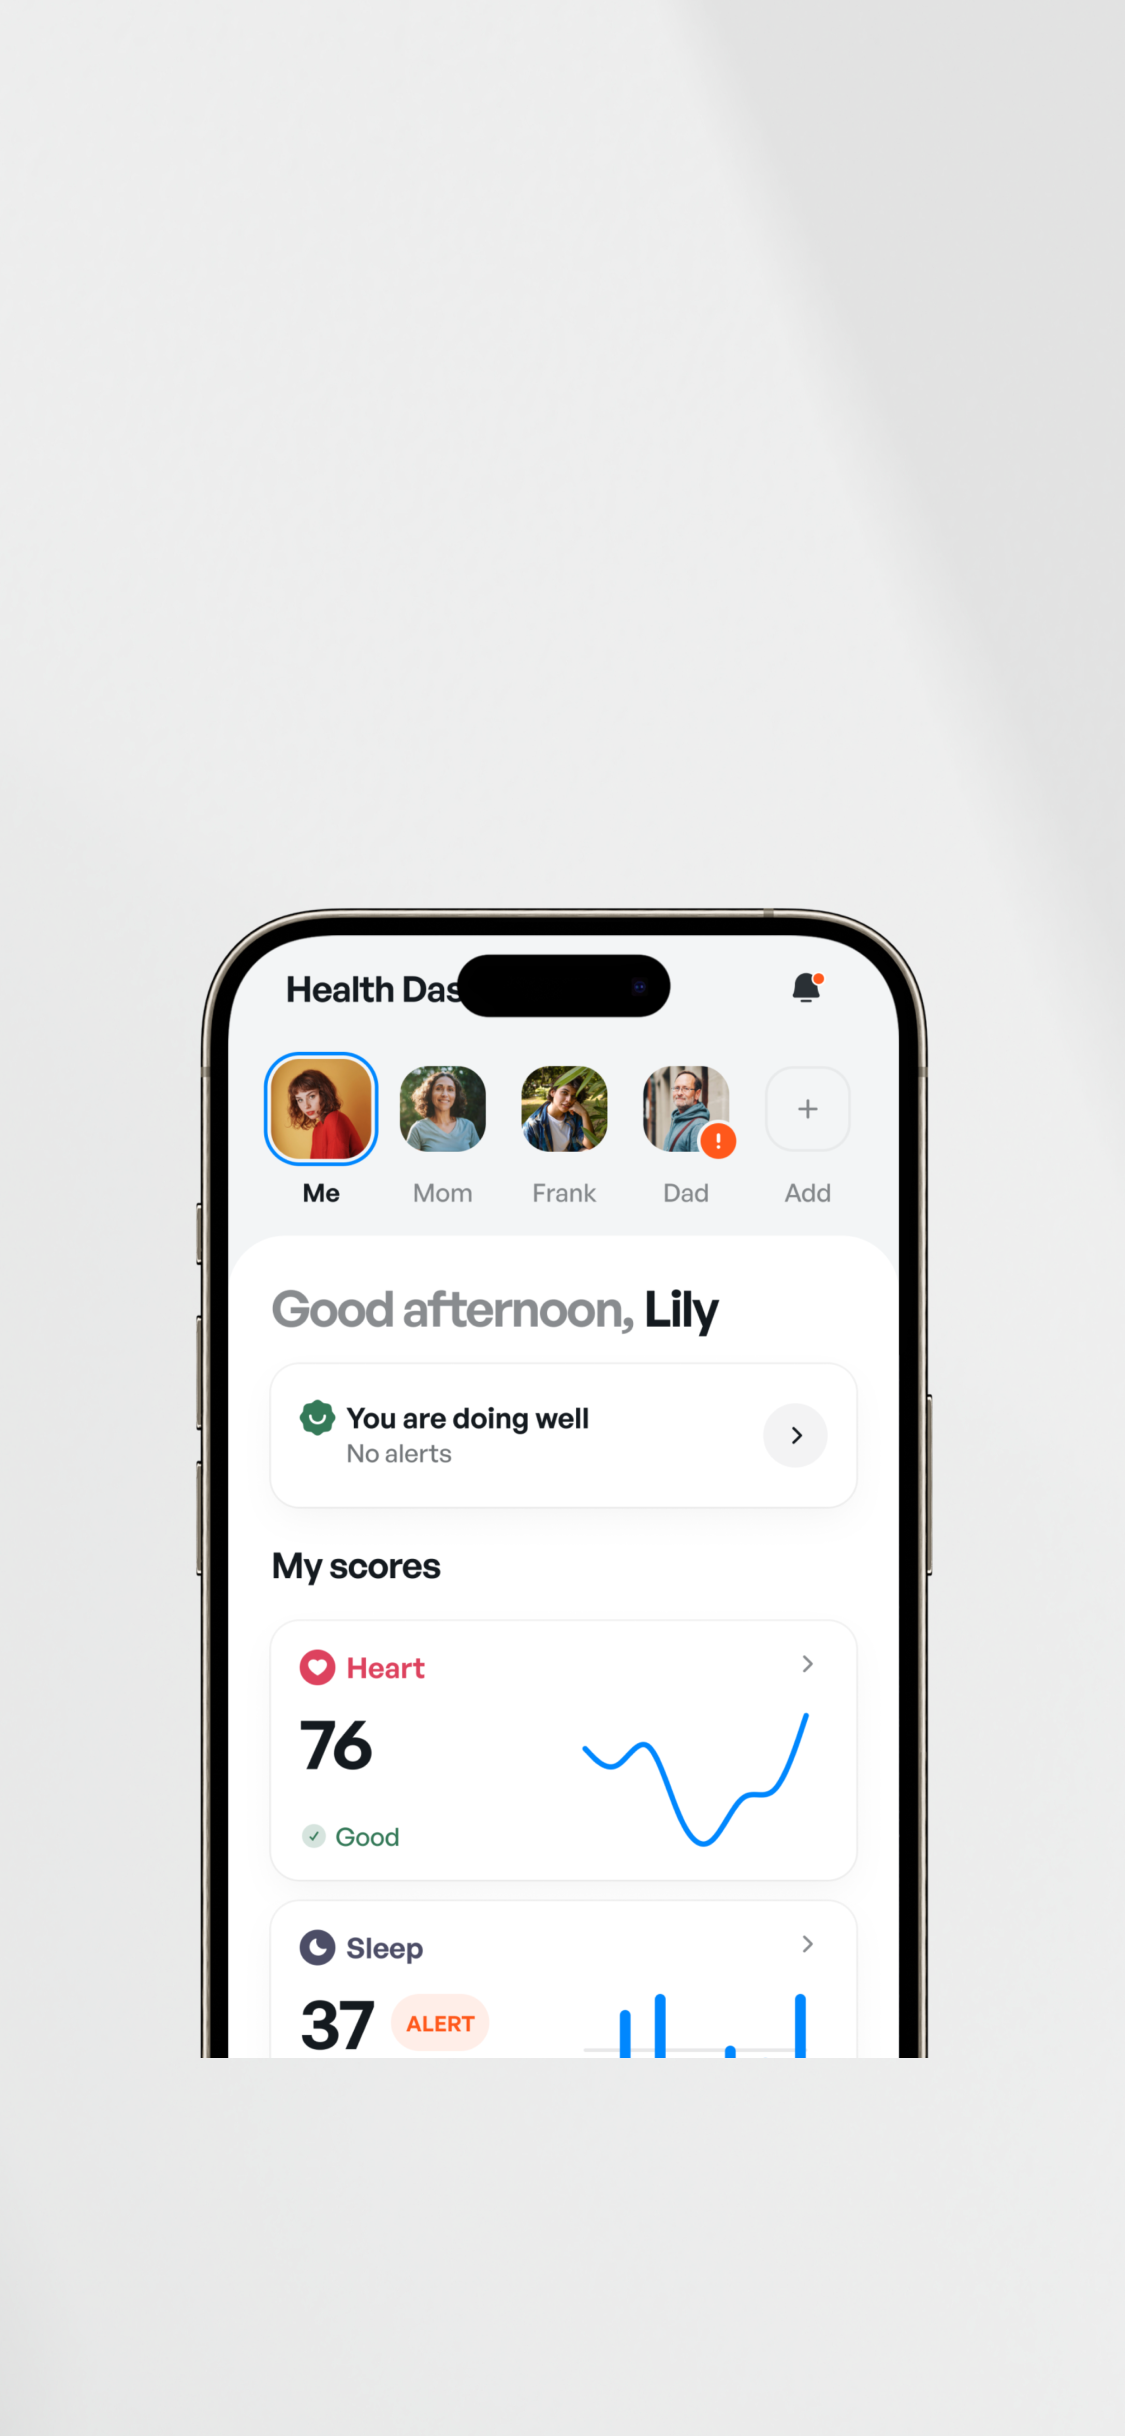 Health Das
Me Mom Frank Dad Add
Good afternoon, Lily
You are doing well
No alerts
My scores
Heart
76
Good
Sleep
37 ALERT